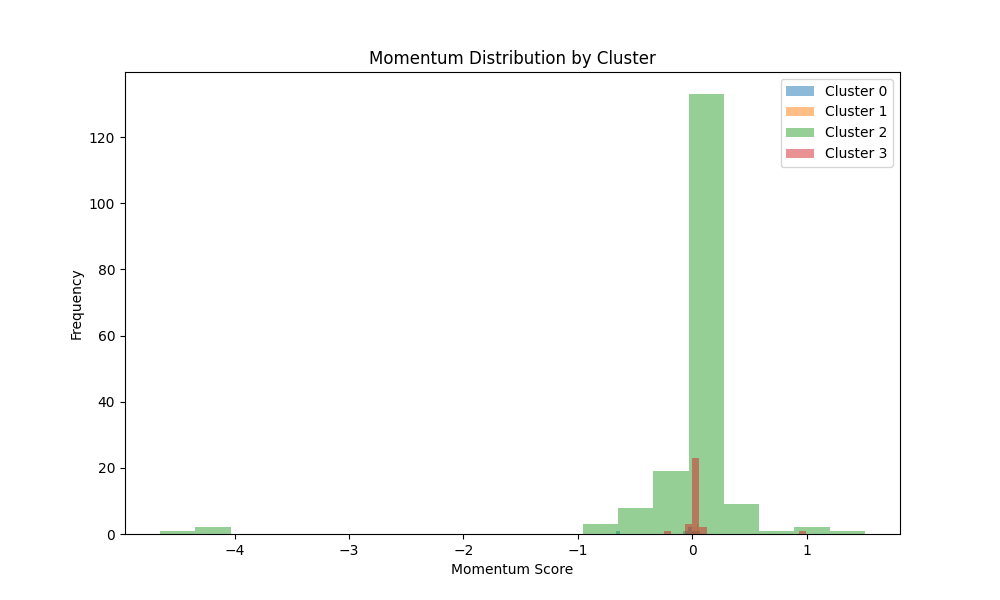 Momentum Distribution by Cluster
Cluster 0
Cluster 1
Cluster 2
Cluster 3
120
100
80
60
40
20
0
Frequency
−4
−3
−2
−1
0
1
Momentum Score